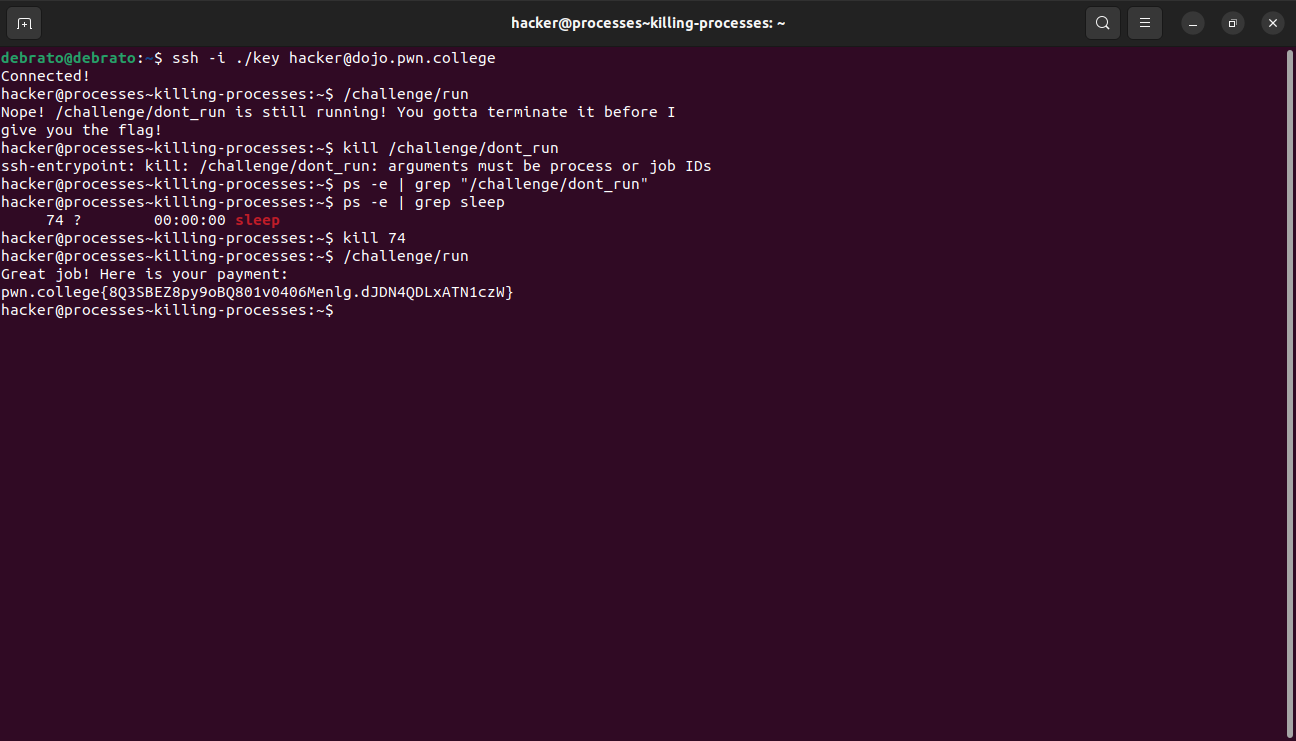 hacker@processes~killing-processes: ~
debrato@debrato:~$ ssh -i ./key hacker@dojo.pwn.college
Connected!
hacker@processes~killing-processes:~$ /challenge/run
Nope! /challenge/dont_run is still running! You gotta terminate it before I
give you the flag!
hacker@processes~killing-processes:~$ kill /challenge/dont_run
ssh-entrypoint: kill: /challenge/dont_run: arguments must be process or job IDs
hacker@processes~killing-processes:~$ ps -e | grep "/challenge/dont_run"
hacker@processes~killing-processes:~$ ps -e | grep sleep
     74 ?        00:00:00 sleep
hacker@processes~killing-processes:~$ kill 74
hacker@processes~killing-processes:~$ /challenge/run
Great job! Here is your payment:
pwn.college{8Q3SBEZ8py9oBQ801v0406Menlg.dJDN4QDLxATN1czW}
hacker@processes~killing-processes:~$